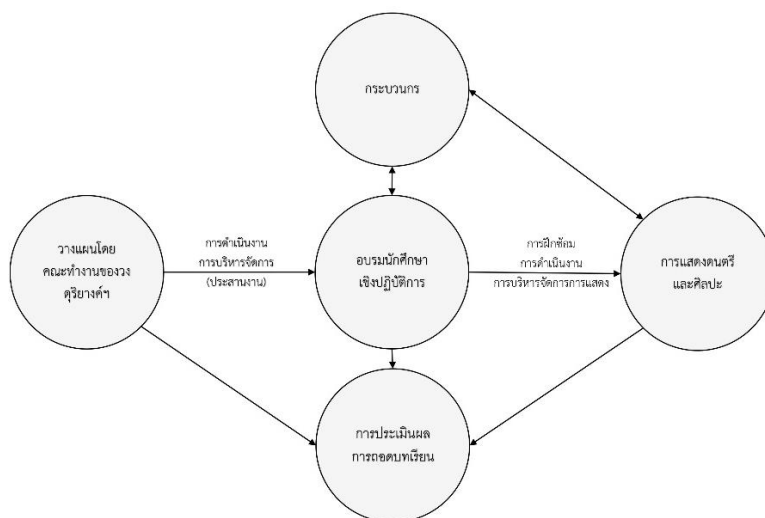 กระบวนกร
วางแผนโดย
คณะทำงานของวง
ดุริยางค์ฯ
การดำเนินงาน
การบริหารจัดการ
(ประสานงาน)
อบรมนักศึกษา
เชิงปฏิบัติการ
การฝึกซ้อม
การดำเนินงาน
การบริหารจัดการการแสดง
การแสดงดนตรี
และศิลปะ
การประเมินผล
การถอดบทเรียน